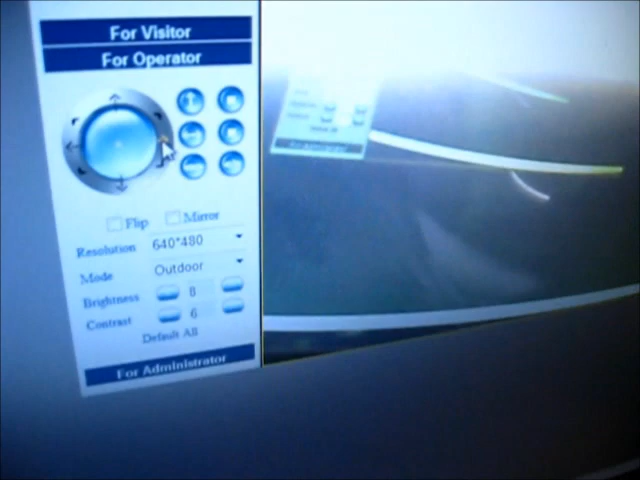 For Visitor
For Operator
Flip Mirror
Resolution 640*480
Mode Outdoor
Brightness 8
Contrast 6
Default All
For Administrator